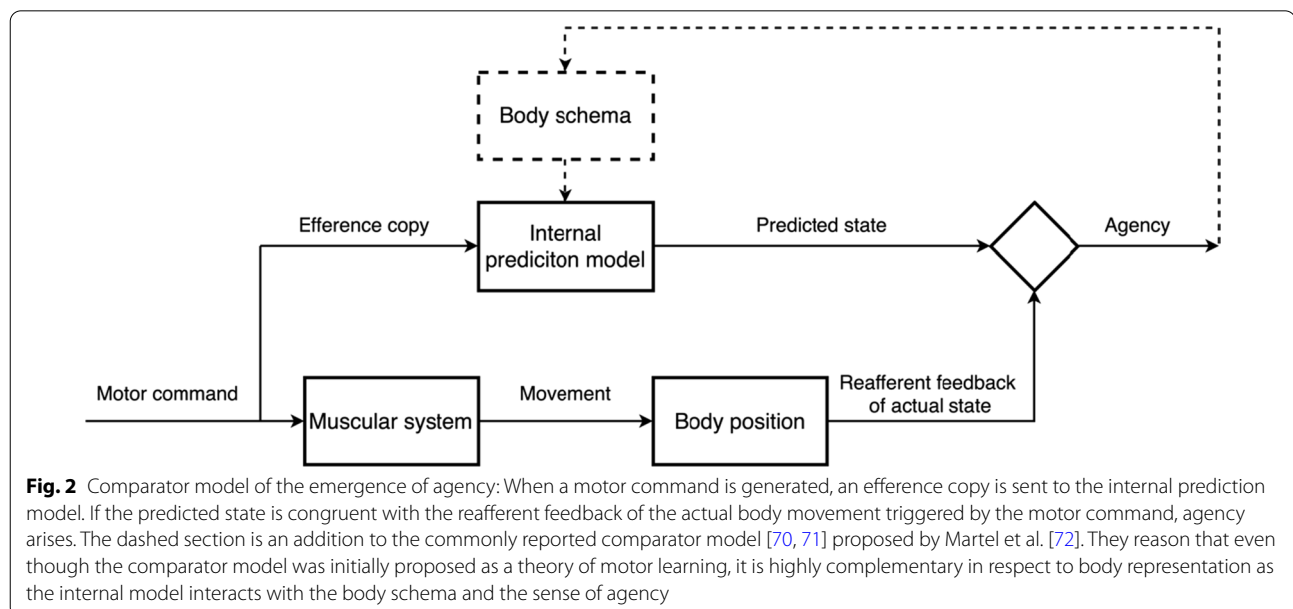 Body schema
Efference copy
Internal
prediciton model
Predicted state
Agency
Motor command
Muscular system
Movement
Body position
Reafferent feedback
of actual state
Fig. 2 Comparator model of the emergence of agency: When a motor command is generated, an efference copy is sent to the internal prediction
model. If the predicted state is congruent with the reafferent feedback of the actual body movement triggered by the motor command, agency
arises. The dashed section is an addition to the commonly reported comparator model [70, 71] proposed by Martel et al. [72]. They reason that even
though the comparator model was initially proposed as a theory of motor learning, it is highly complementary in respect to body representation as
the internal model interacts with the body schema and the sense of agency